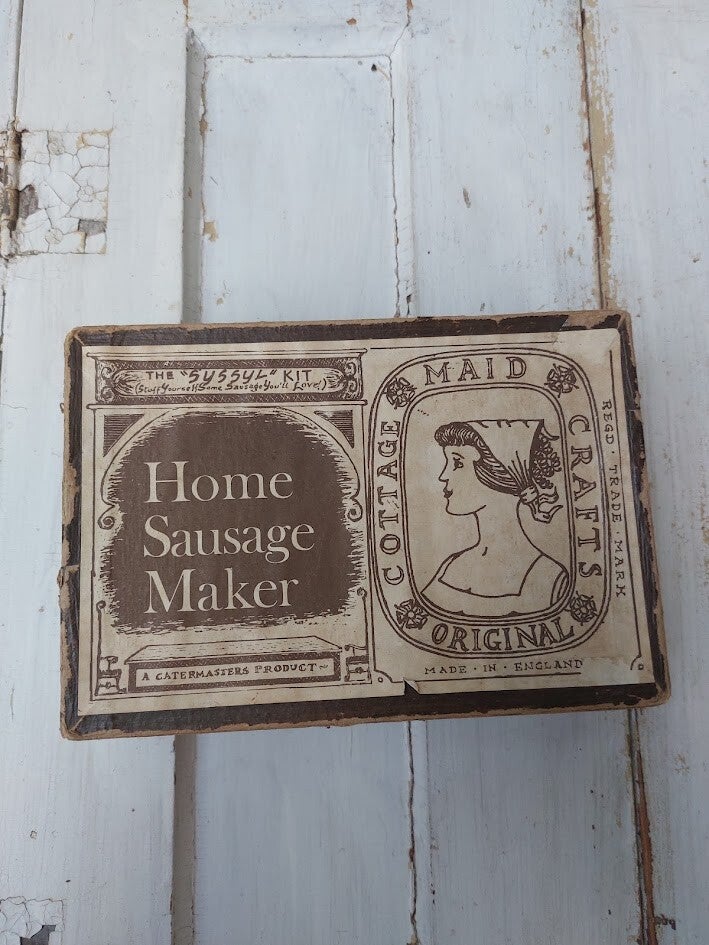 THE "SUSSYL" KIT
(Stuff Yourself Some Sausage You'll Love!)
Home
Sausage
Maker
A CATERMASTERS PRODUCT~
COTTAGE MAID CRAFTS
ORIGINAL
REGD · TRADE · MARK
MADE · IN · ENGLAND